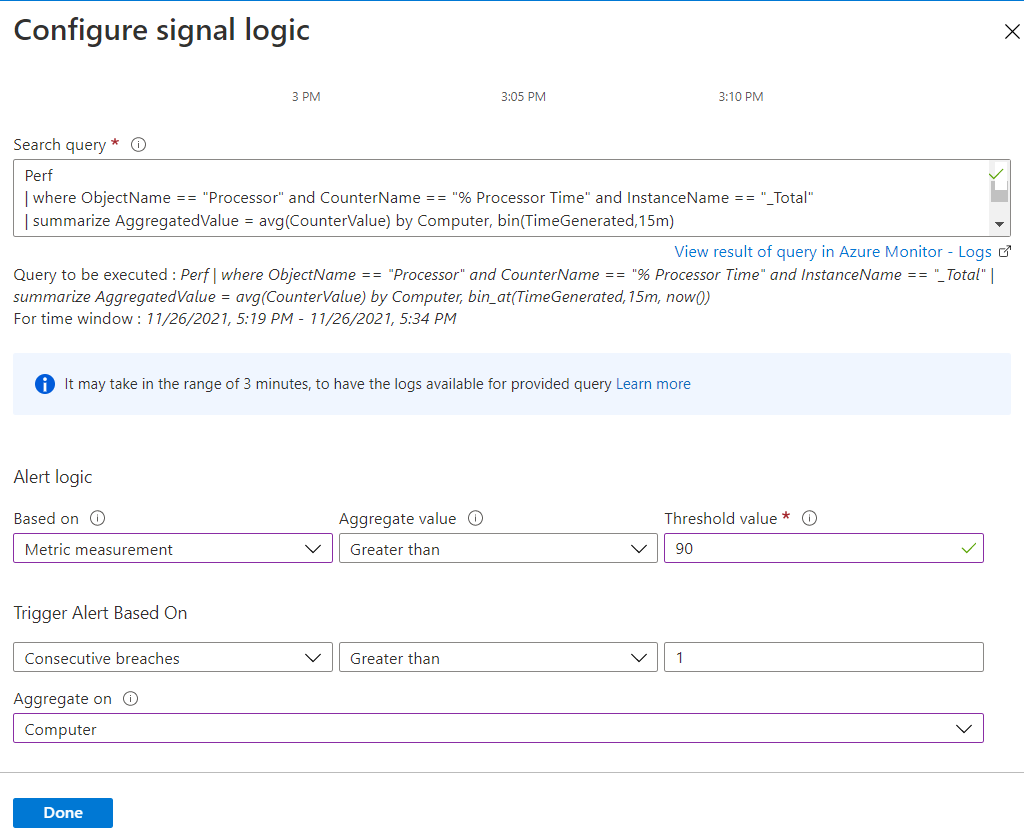 Configure signal logic
3 PM 3:05 PM 3:10 PM
Search query *
Perf
| where ObjectName == "Processor" and CounterName == "% Processor Time" and InstanceName == "_Total"
| summarize AggregatedValue = avg(CounterValue) by Computer, bin(TimeGenerated,15m)
View result of query in Azure Monitor - Logs
Query to be executed : Perf | where ObjectName == "Processor" and CounterName == "% Processor Time" and InstanceName == "_Total" |
summarize AggregatedValue = avg(CounterValue) by Computer, bin_at(TimeGenerated,15m, now())
For time window : 11/26/2021, 5:19 PM - 11/26/2021, 5:34 PM
It may take in the range of 3 minutes, to have the logs available for provided query Learn more
Alert logic
Based on Aggregate value Threshold value *
Metric measurement Greater than 90
Trigger Alert Based On
Consecutive breaches Greater than 1
Aggregate on
Computer
Done